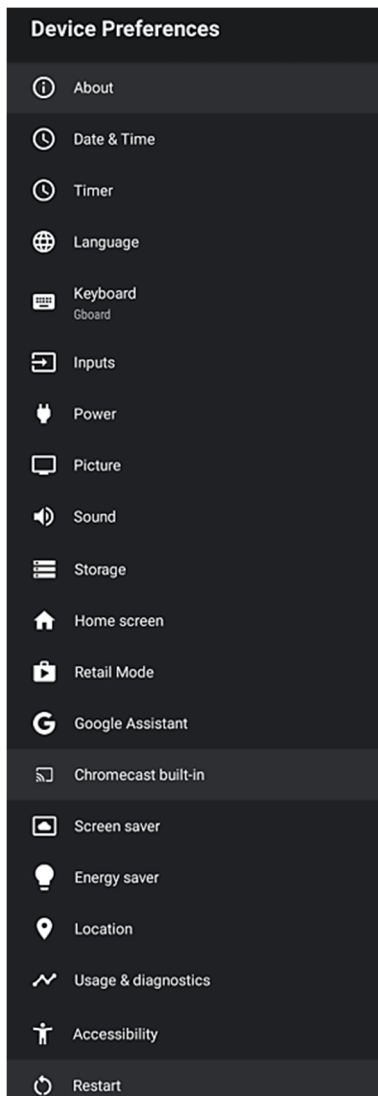 Device Preferences
About
Date & Time
Timer
Language
Keyboard
Gboard
Inputs
Power
Picture
Sound
Storage
Home screen
Retail Mode
Google Assistant
Chromecast built-in
Screen saver
Energy saver
Location
Usage & diagnostics
Accessibility
Restart